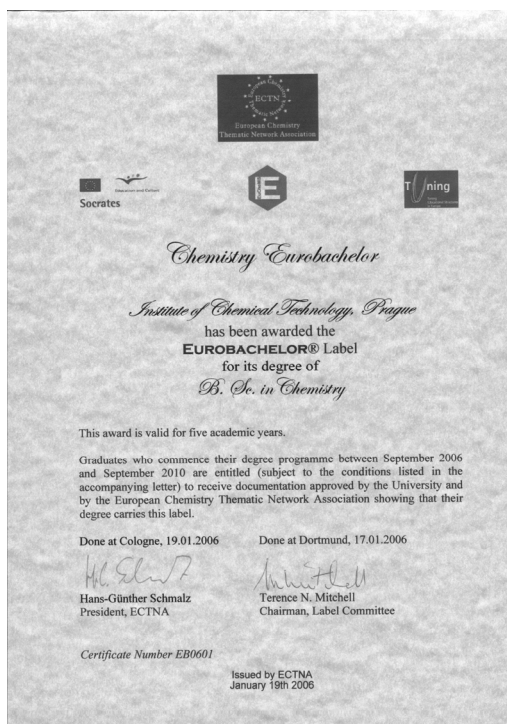 ECTN
European Chemistry
Thematic Network Association
Education and Culture
Socrates
E
Tuning
Chemistry Eurobachelor
Institute of Chemical Technology, Prague
has been awarded the
EUROBACHELOR® Label
for its degree of
B. Sc. in Chemistry
This award is valid for five academic years.
Graduates who commence their degree programme between September 2006
and September 2010 are entitled (subject to the conditions listed in the
accompanying letter) to receive documentation approved by the University and
by the European Chemistry Thematic Network Association showing that their
degree carries this label.
Done at Cologne, 19.01.2006 Done at Dortmund, 17.01.2006
Hans-Günther Schmalz Terence N. Mitchell
President, ECTNA Chairman, Label Committee
Certificate Number EB0601
Issued by ECTNA
January 19th 2006